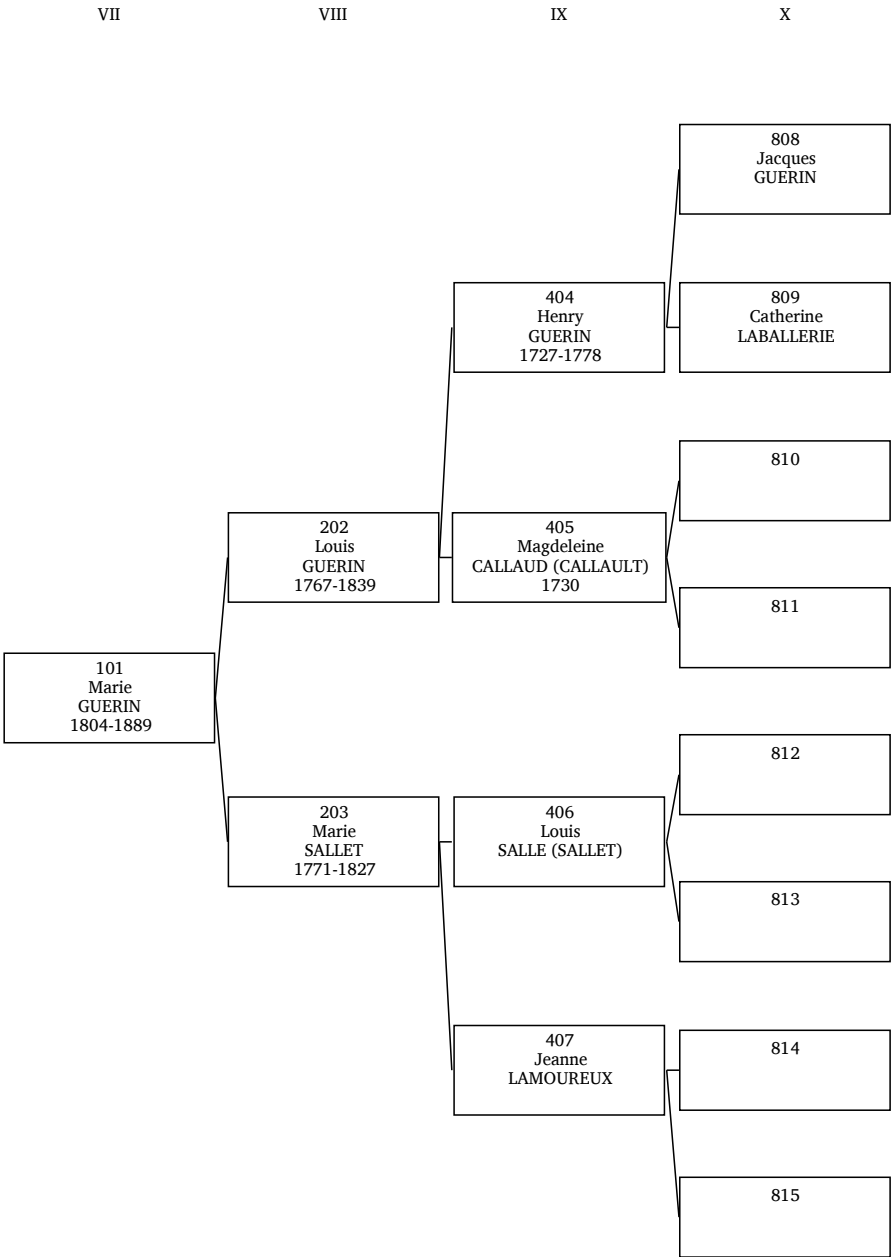 VII VIII IX X
808
Jacques
GUERIN
404
Henry
GUERIN
1727-1778
809
Catherine
LABALLERIE
810
202
Louis
GUERIN
1767-1839
405
Magdeleine
CALLAUD (CALLAULT)
1730
811
101
Marie
GUERIN
1804-1889
812
203
Marie
SALLET
1771-1827
406
Louis
SALLE (SALLET)
813
407
Jeanne
LAMOUREUX
814
815